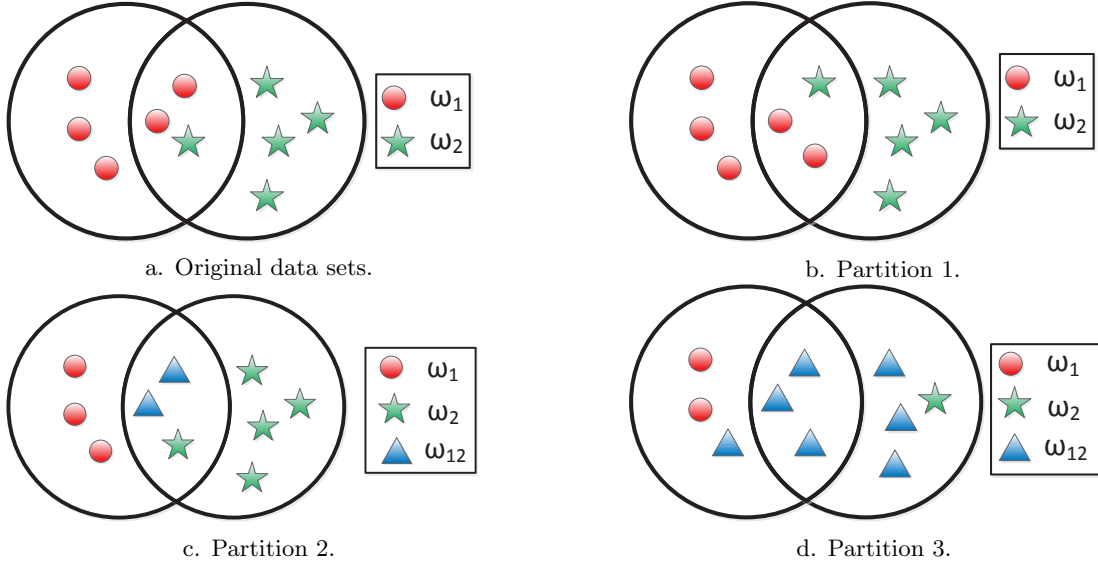 ω1
ω2
a. Original data sets.
ω1
ω2
b. Partition 1.
ω1
ω2
ω12
c. Partition 2.
ω1
ω2
ω12
d. Partition 3.